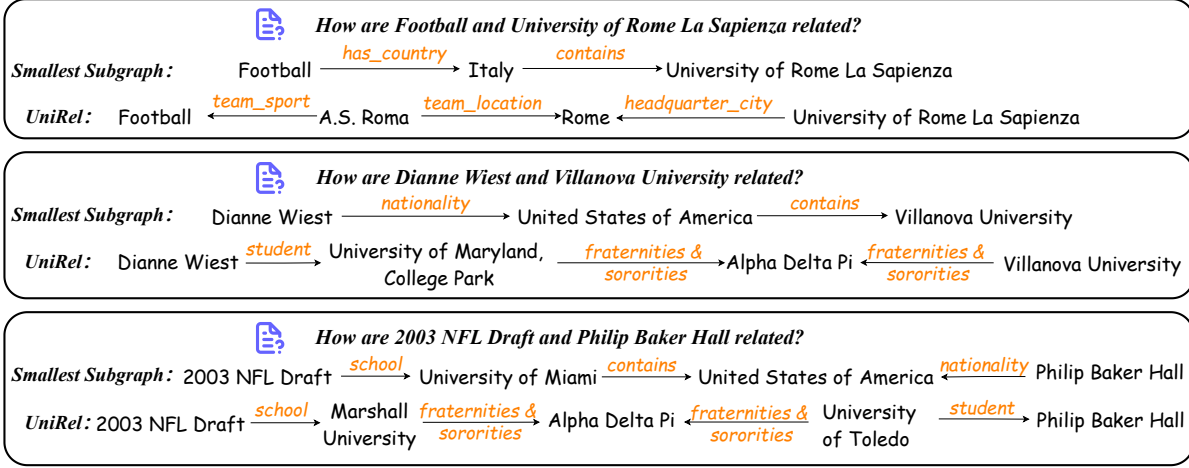 How are Football and University of Rome La Sapienza related?
has_country contains
Smallest Subgraph: Football Italy University of Rome La Sapienza
team_sport team_location headquarter_city
UniRel: Football A.S. Roma Rome University of Rome La Sapienza
How are Dianne Wiest and Villanova University related?
nationality contains
Smallest Subgraph: Dianne Wiest United States of America Villanova University
student University of Maryland, fraternities & fraternities &
UniRel: Dianne Wiest Alpha Delta Pi Villanova University
College Park sororities sororities
How are 2003 NFL Draft and Philip Baker Hall related?
school contains nationality
Smallest Subgraph: 2003 NFL Draft University of Miami United States of America Philip Baker Hall
school Marshall fraternities & fraternities & University student
UniRel: 2003 NFL Draft Alpha Delta Pi Philip Baker Hall
University sororities sororities of Toledo